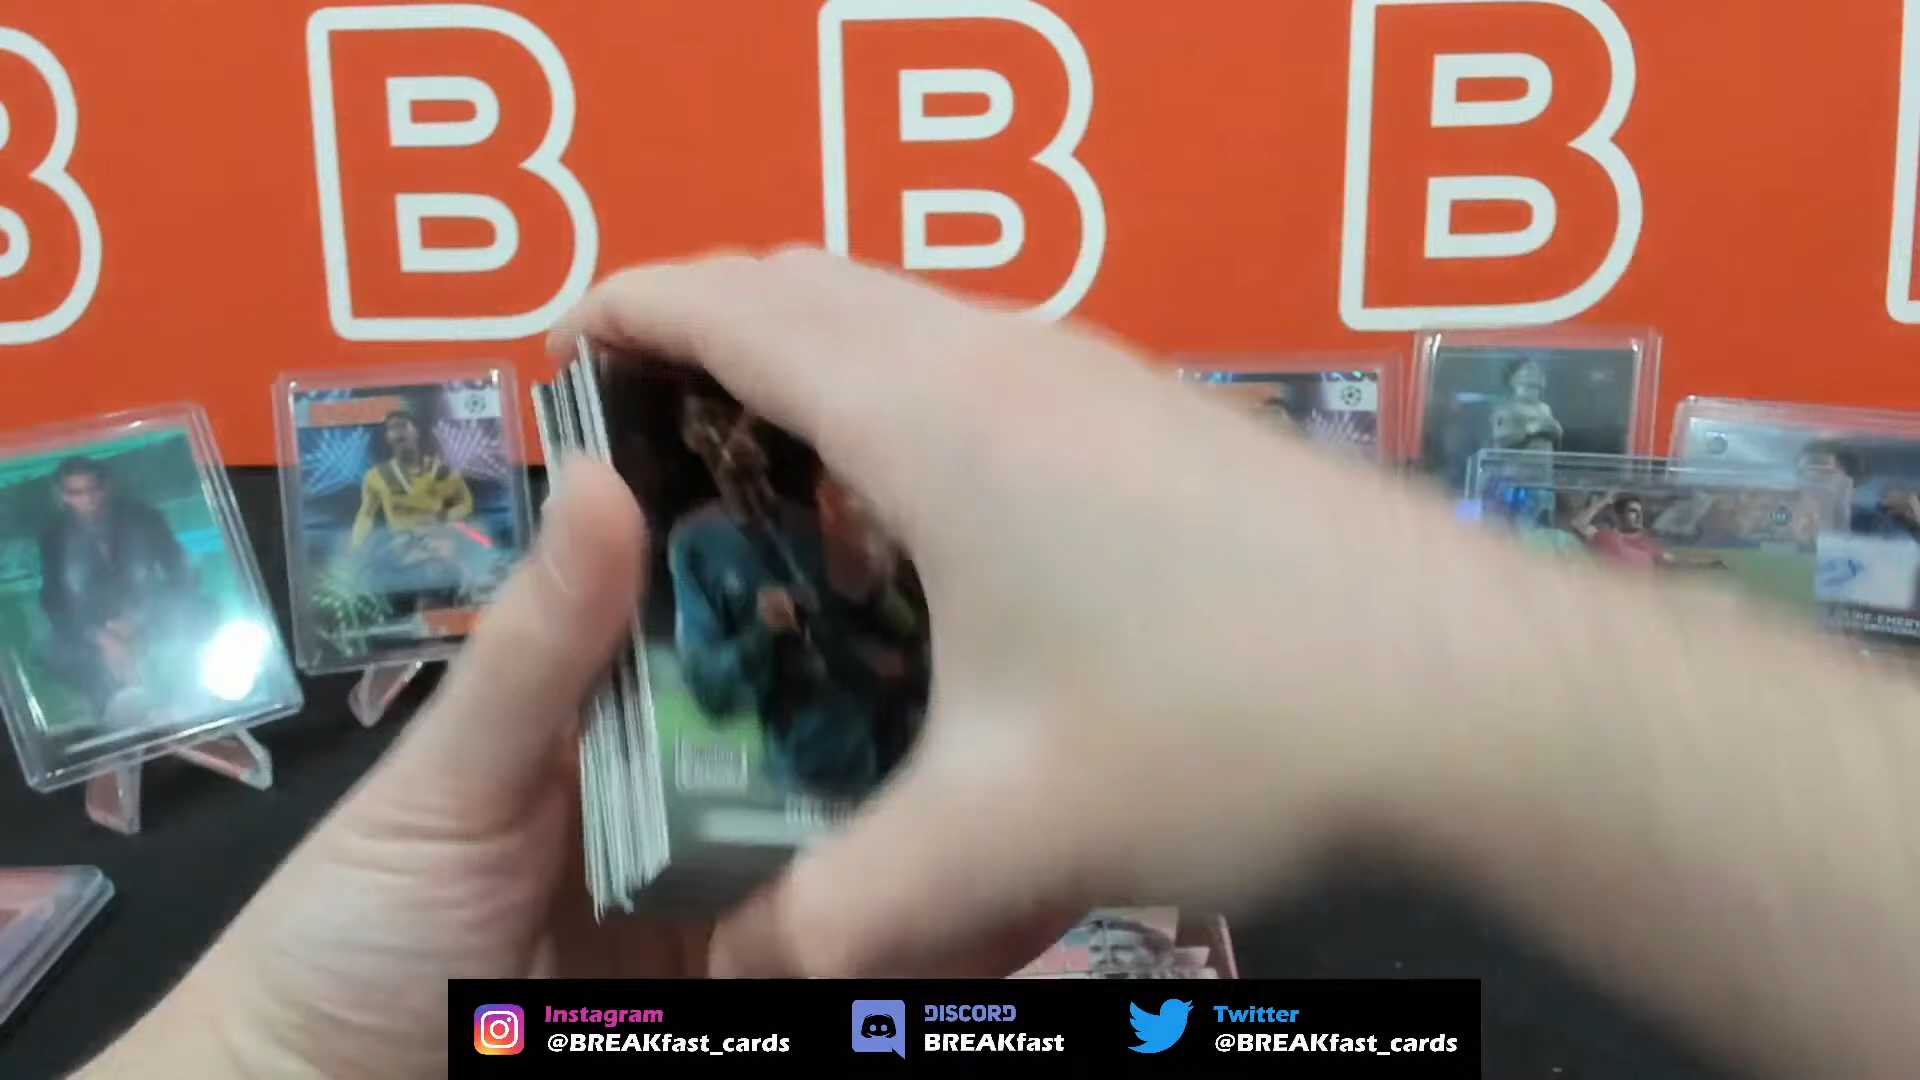 B B B B
Instagram
@BREAKfast_cards
DISCORD
BREAKfast
Twitter
@BREAKfast_cards